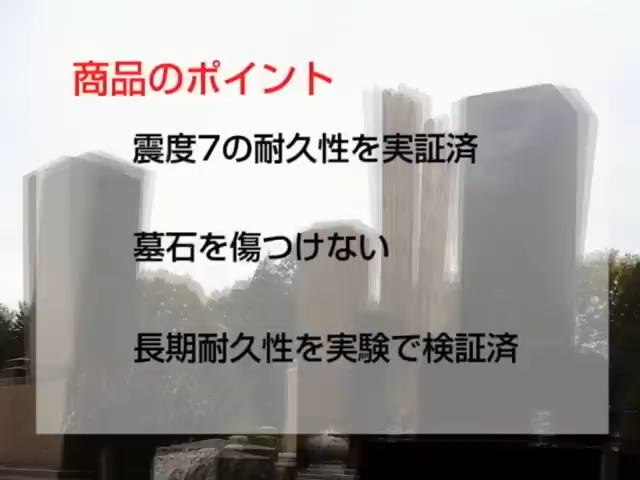 商品のポイント
震度7の耐久性を実証済
墓石を傷つけない
長期耐久性を実験で検証済